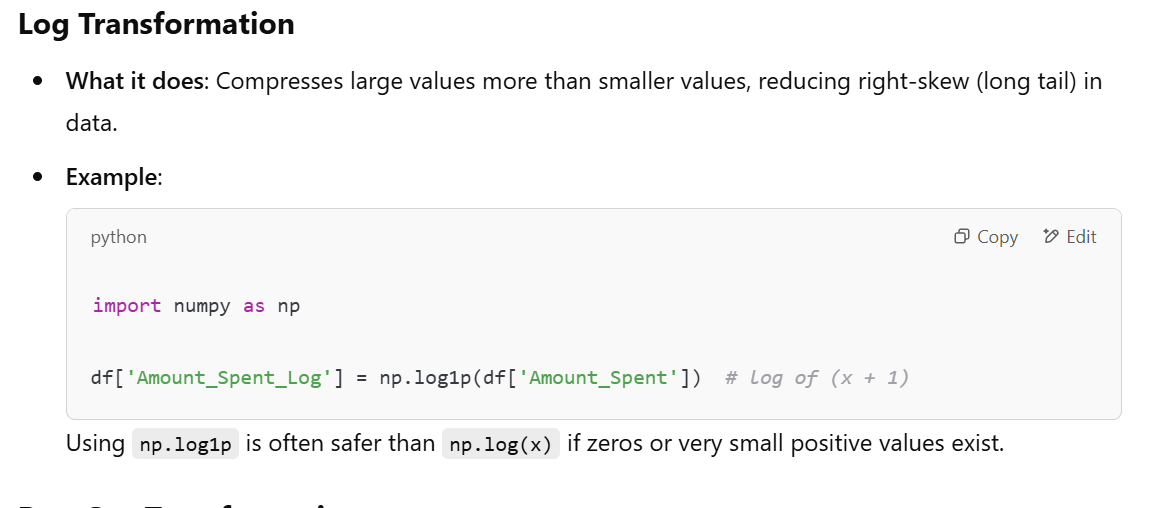 Log Transformation
• What it does: Compresses large values more than smaller values, reducing right-skew (long tail) in
data.
• Example:
python Copy Edit
import numpy as np
df['Amount_Spent_Log'] = np.log1p(df['Amount_Spent']) # log of (x + 1)
Using np.log1p is often safer than np.log(x) if zeros or very small positive values exist.